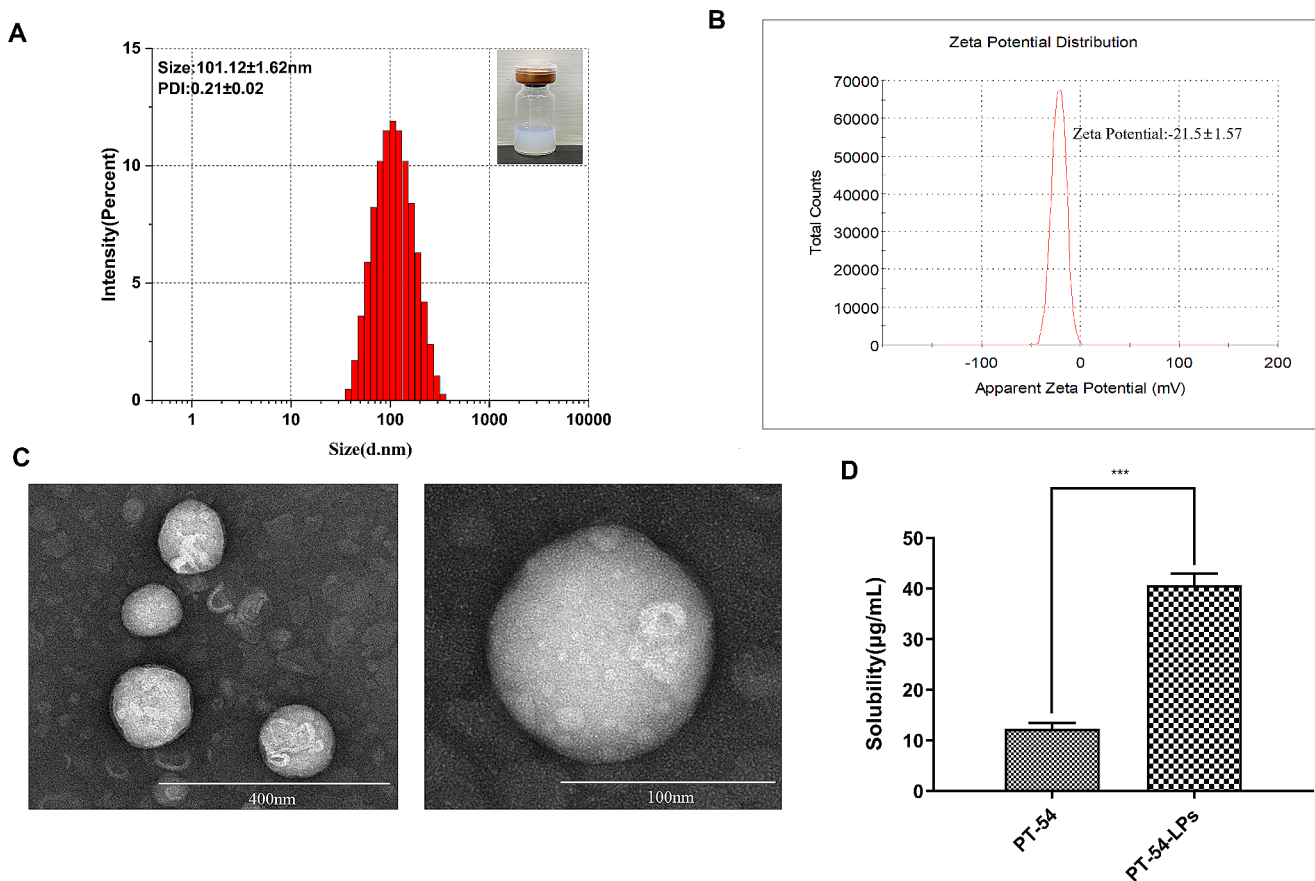 A
Size:101.12±1.62nm
PDI:0.21±0.02
15
10
5
0
Intensity(Percent)
1
10
100
1000
10000
Size(d.nm)
B
Zeta Potential Distribution
70000
60000
50000
40000
30000
20000
10000
0
Total Counts
Zeta Potential:-21.5±1.57
-100
0
100
200
Apparent Zeta Potential (mV)
C
400nm
100nm
D
***
50
40
30
20
10
0
Solubility(µg/mL)
PT-54
PT-54-LPs